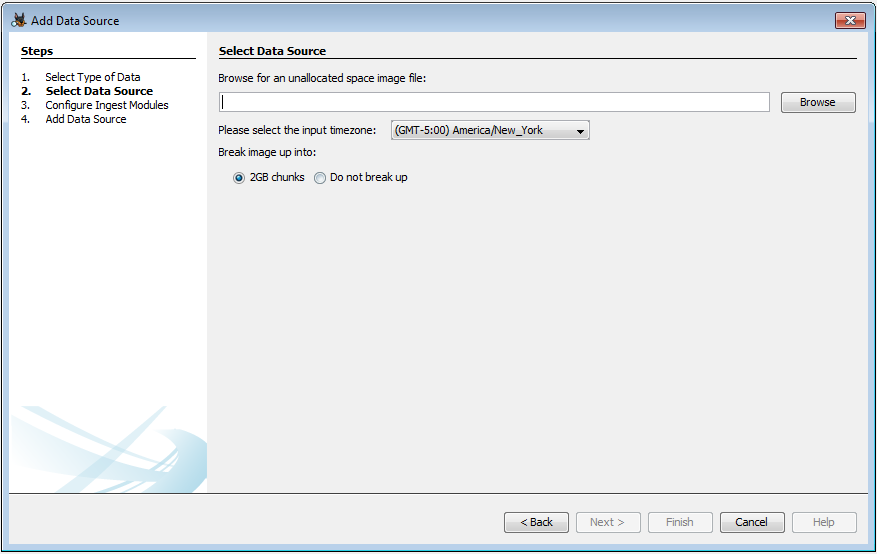 Add Data Source
Steps
1. Select Type of Data
2. Select Data Source
3. Configure Ingest Modules
4. Add Data Source
Select Data Source
Browse for an unallocated space image file:
Browse
Please select the input timezone: (GMT-5:00) America/New_York
Break image up into:
2GB chunks Do not break up
< Back Next > Finish Cancel Help